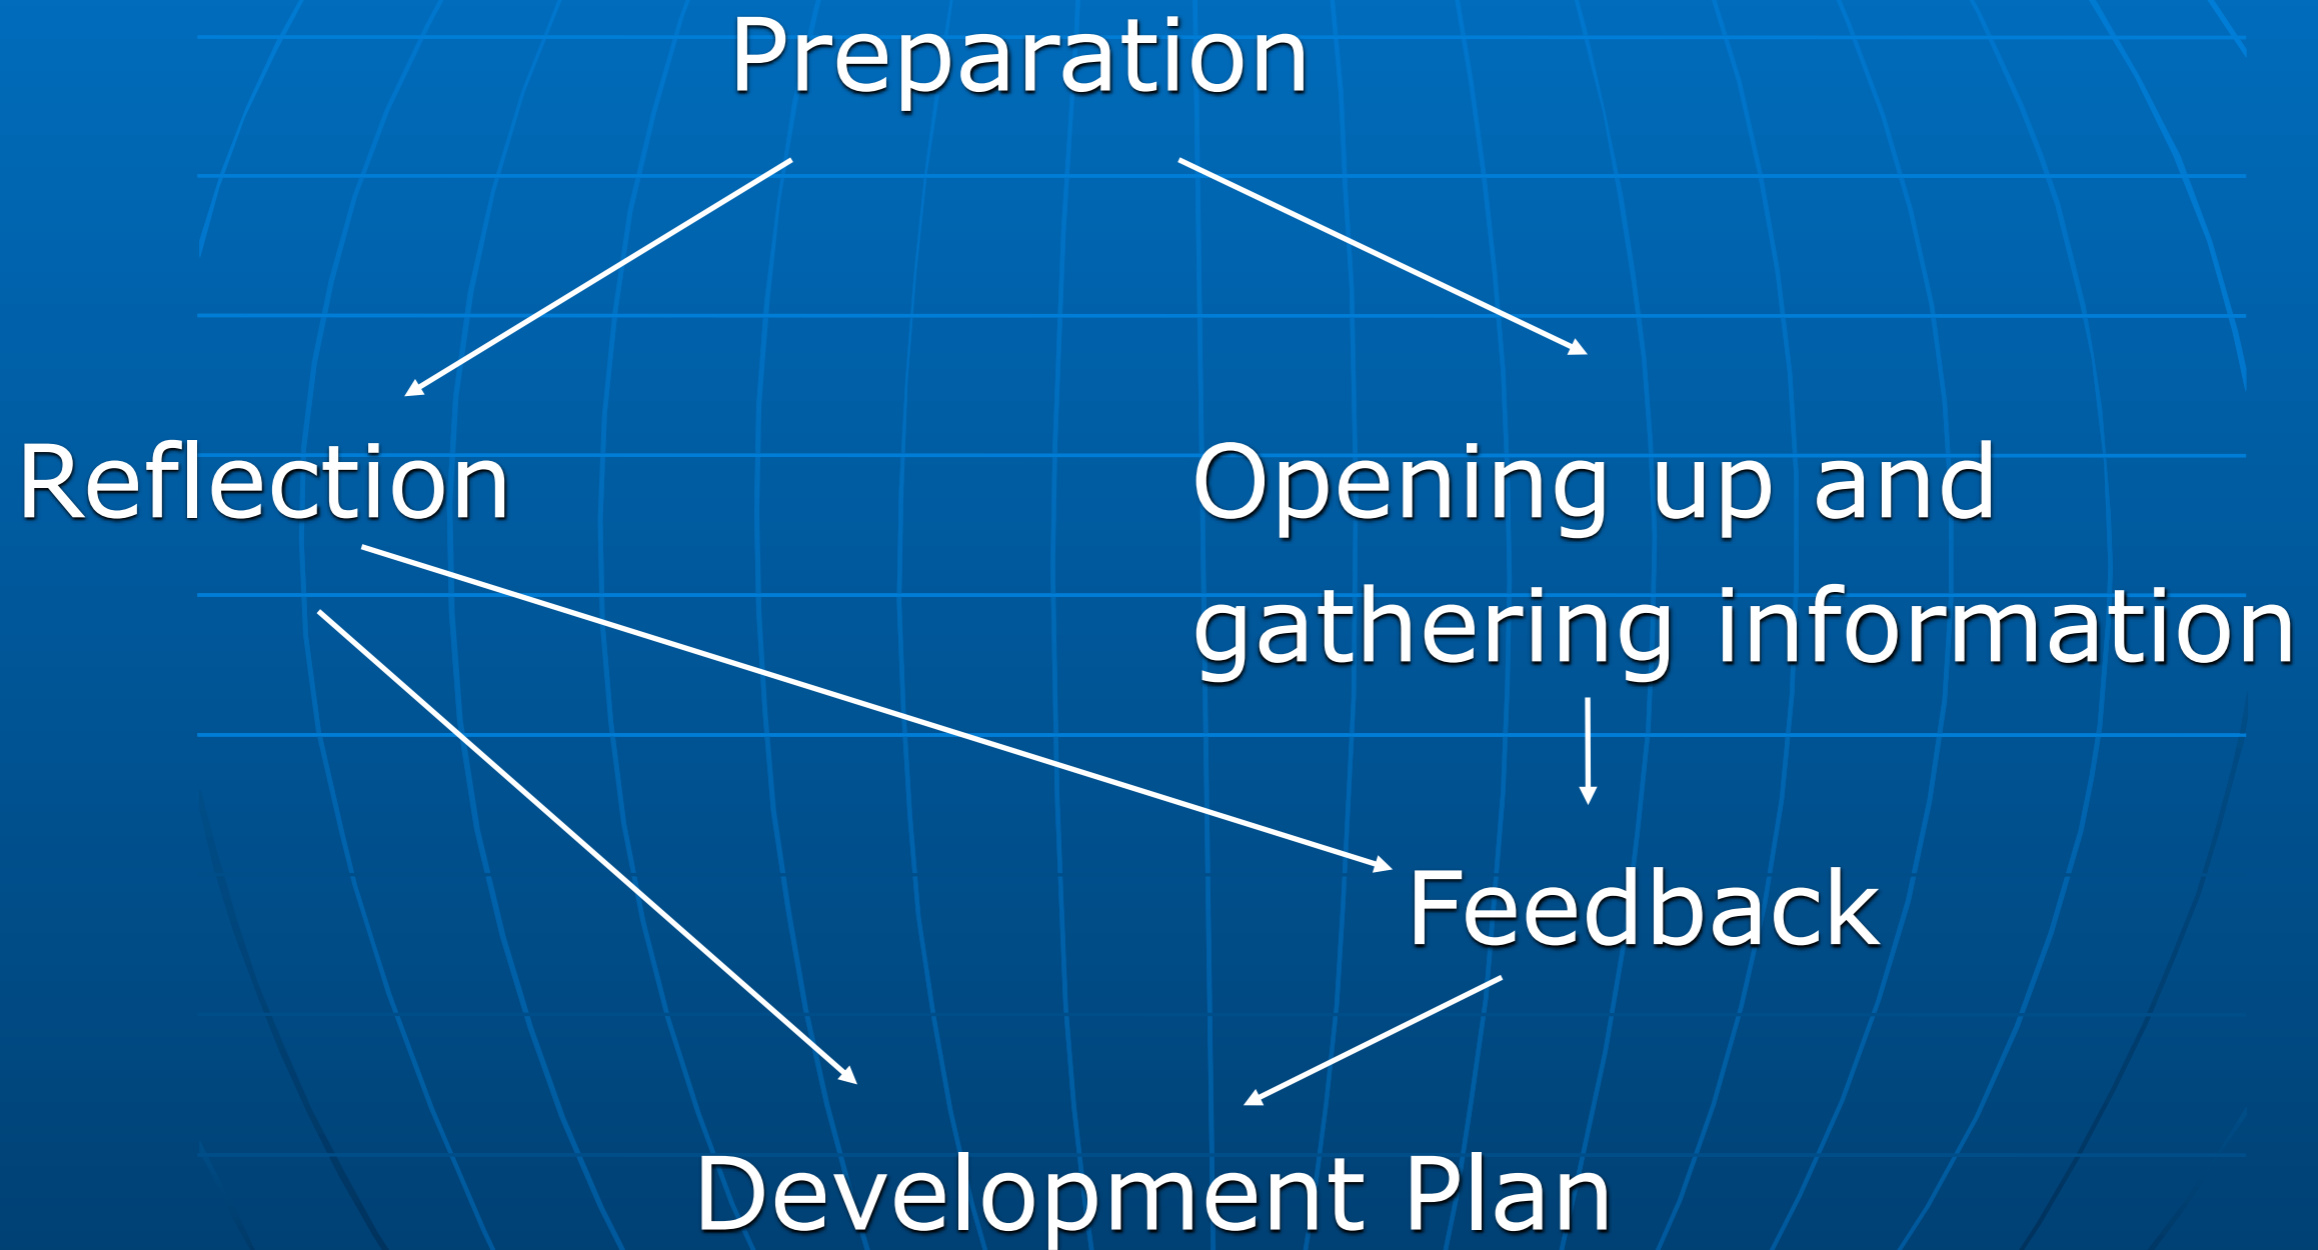 Preparation
Reflection
Opening up and
gathering information
Feedback
Development Plan